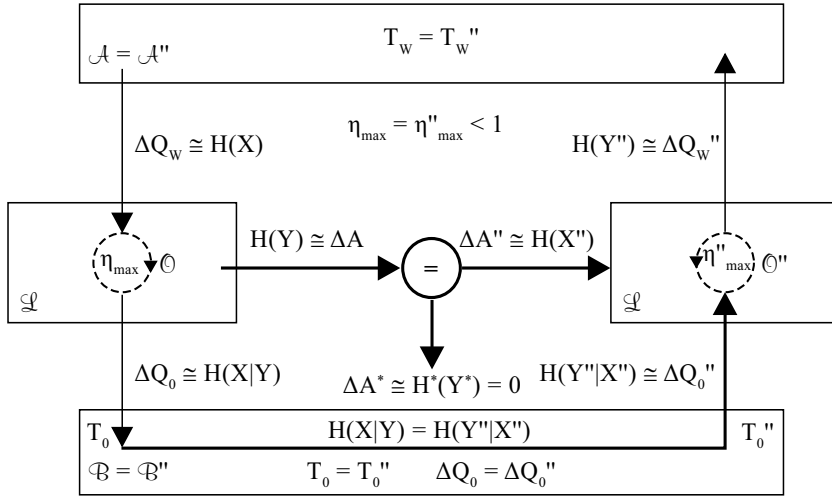 T_W = T_W"
𝒜 = 𝒜"
η_max = η"_max < 1
ΔQ_W ≅ H(X)
H(Y") ≅ ΔQ_W"
H(Y) ≅ ΔA
ΔA" ≅ H(X")
η_max
𝒪
=
η"_max
𝒪"
ℒ
ℒ
ΔQ_0 ≅ H(X|Y)
ΔA* ≅ H*(Y*) = 0
H(Y"|X") ≅ ΔQ_0"
T_0
H(X|Y) = H(Y"|X")
T_0"
ℬ = ℬ"
T_0 = T_0"
ΔQ_0 = ΔQ_0"